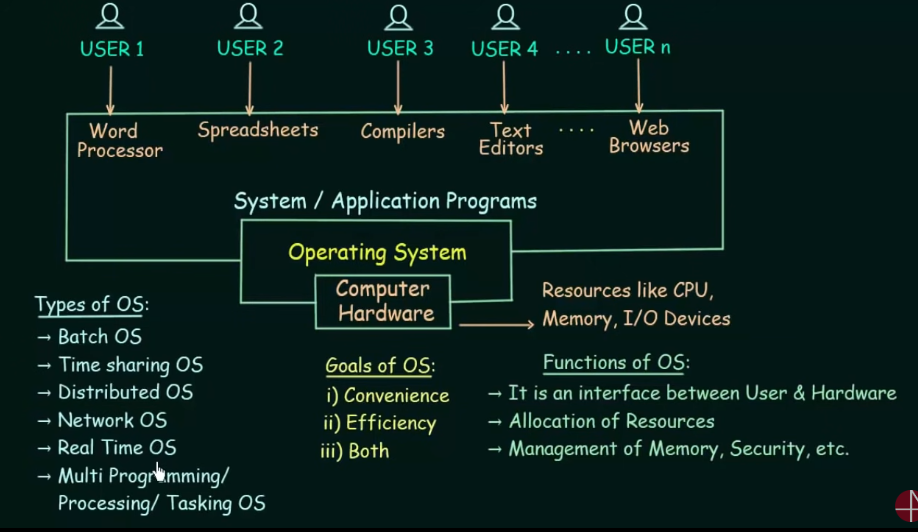 USER 1 USER 2 USER 3 USER 4 .... USER n
Word Processor
Spreadsheets
Compilers
Text Editors
....
Web Browsers
System / Application Programs
Operating System
Computer
Hardware
Resources like CPU,
Memory, I/O Devices
Types of OS:
→ Batch OS
→ Time sharing OS
→ Distributed OS
→ Network OS
→ Real Time OS
→ Multi Programming/
Processing/ Tasking OS
Goals of OS:
i) Convenience
ii) Efficiency
iii) Both
Functions of OS:
→ It is an interface between User & Hardware
→ Allocation of Resources
→ Management of Memory, Security, etc.